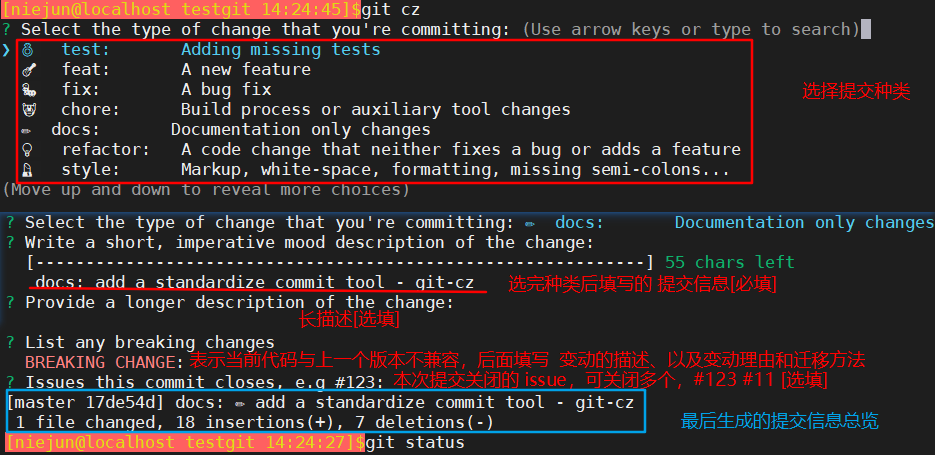 [niejun@localhost testgit 14:24:45]$git cz
? Select the type of change that you're committing: (Use arrow keys or type to search)
❯ test: Adding missing tests
feat: A new feature
fix: A bug fix
选择提交种类
chore: Build process or auxiliary tool changes
docs: Documentation only changes
refactor: A code change that neither fixes a bug or adds a feature
style: Markup, white-space, formatting, missing semi-colons...
(Move up and down to reveal more choices)
? Select the type of change that you're committing: ✏ docs: Documentation only changes
? Write a short, imperative mood description of the change:
[-------------------------------------------------------------] 55 chars left
docs: add a standardize commit tool - git-cz 选完种类后填写的 提交信息[必填]
? Provide a longer description of the change:
长描述[选填]
? List any breaking changes
BREAKING CHANGE: 表示当前代码与上一个版本不兼容，后面填写 变动的描述、以及变动理由和迁移方法
? Issues this commit closes, e.g #123: 本次提交关闭的 issue，可关闭多个，#123 #11 [选填]
[master 17de54d] docs: ✏ add a standardize commit tool - git-cz
1 file changed, 18 insertions(+), 7 deletions(-)
最后生成的提交信息总览
[niejun@localhost testgit 14:24:27]$git status